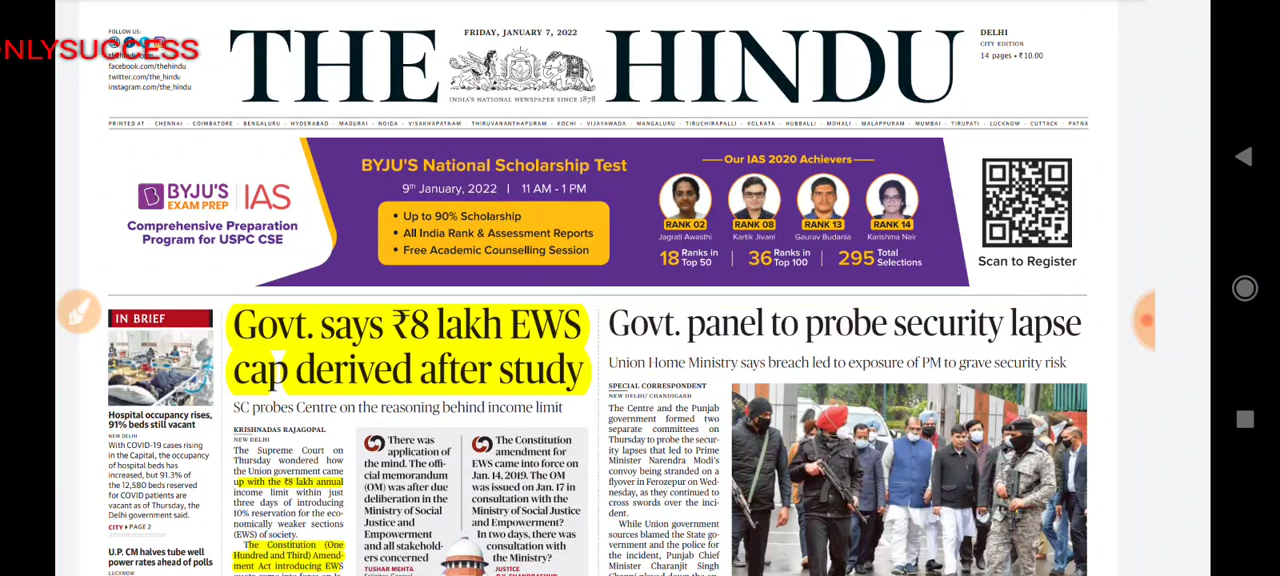 NLYSUCCESS
FOLLOW US:
facebook.com/thehindu
twitter.com/the_hindu
instagram.com/the_hindu
THE HINDU
FRIDAY, JANUARY 7, 2022
INDIA'S NATIONAL NEWSPAPER SINCE 1878
DELHI
CITY EDITION
14 pages • ₹10.00
PRINTED AT · CHENNAI · COIMBATORE · BENGALURU · HYDERABAD · MADURAI · NOIDA · VISAKHAPATNAM · THIRUVANANTHAPURAM · KOCHI · VIJAYAWADA · MANGALURU · TIRUCHIRAPALLI · KOLKATA · HUBBALLI · MOHALI · MALAPPURAM · MUMBAI · TIRUPATI · LUCKNOW · CUTTACK · PATNA
BYJU'S
EXAM PREP
IAS
Comprehensive Preparation
Program for USPC CSE
BYJU'S National Scholarship Test
9th January, 2022 | 11 AM - 1 PM
• Up to 90% Scholarship
• All India Rank & Assessment Reports
• Free Academic Counselling Session
Our IAS 2020 Achievers
RANK 02 RANK 08 RANK 13 RANK 14
Jagrati Awasthi Kartik Jivani Gaurav Budania Karishma Nair
18 Ranks in Top 50 | 36 Ranks in Top 100 | 295 Total Selections
Scan to Register
IN BRIEF
Hospital occupancy rises,
91% beds still vacant
NEW DELHI
With COVID-19 cases rising
in the Capital, the occupancy
of hospital beds has
increased, but 91.3% of
the 12,580 beds reserved
for COVID patients are
vacant as of Thursday, the
Delhi government said.
CITY ▸ PAGE 2
U.P. CM halves tube well
power rates ahead of polls
LUCKNOW
Govt. says ₹8 lakh EWS
cap derived after study
SC probes Centre on the reasoning behind income limit
KRISHNADAS RAJAGOPAL
NEW DELHI
The Supreme Court on
Thursday wondered how
the Union government came
up with the ₹8 lakh annual
income limit within just
three days of introducing
10% reservation for the eco-
nomically weaker sections
(EWS) of society.
The Constitution (One
Hundred and Third) Amend-
ment Act introducing EWS
There was
application of
the mind. The offi-
cial memorandum
(OM) was after due
deliberation in the
Ministry of Social
Justice and
Empowerment
and all stakehold-
ers concerned
TUSHAR MEHTA
The Constitution
amendment for
EWS came into force on
Jan. 14, 2019. The OM
was issued on Jan. 17 in
consultation with the
Ministry of Social Justice
and Empowerment?
In two days, there was
consultation with
the Ministry?
JUSTICE
Govt. panel to probe security lapse
Union Home Ministry says breach led to exposure of PM to grave security risk
SPECIAL CORRESPONDENT
NEW DELHI/ CHANDIGARH
The Centre and the Punjab
government formed two
separate committees on
Thursday to probe the secur-
ity lapses that led to Prime
Minister Narendra Modi's
convoy being stranded on a
flyover in Ferozepur on Wed-
nesday, as they continued to
cross swords over the inci-
dent.
While Union government
sources blamed the State go-
vernment and the police for
the incident, Punjab Chief
Minister Charanjit Singh